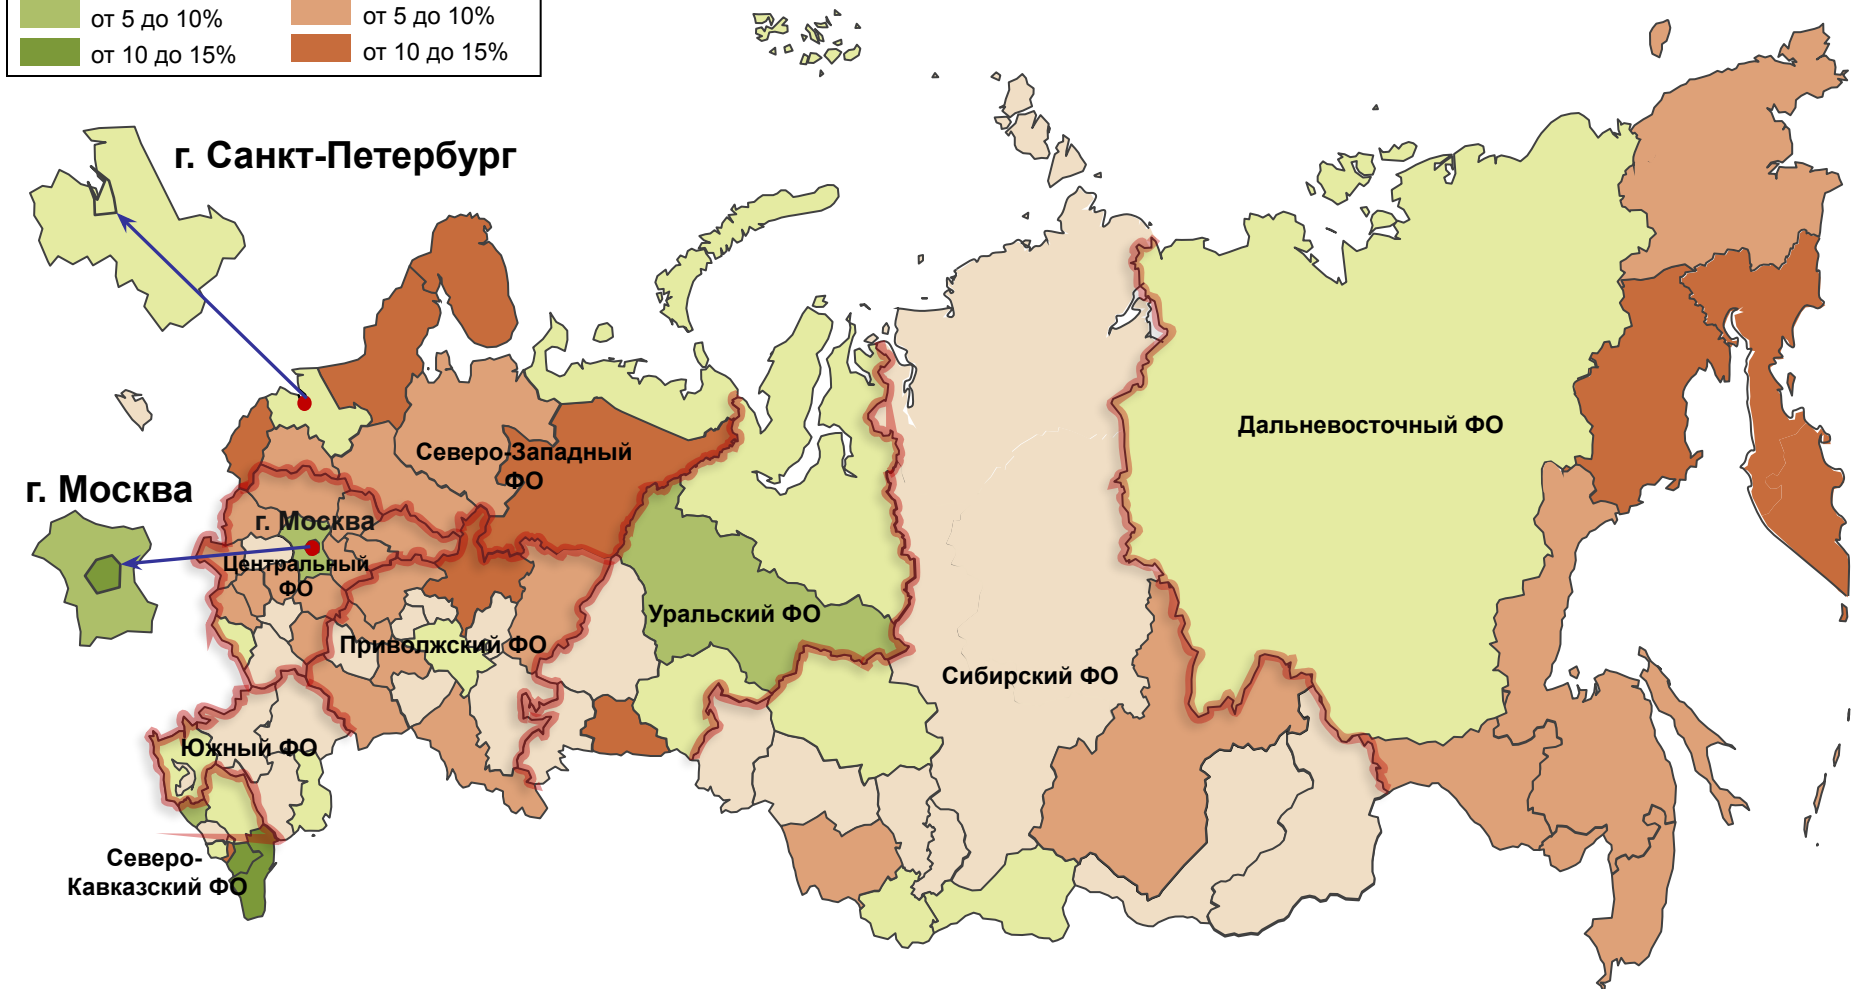 от 5 до 10%
от 5 до 10%
от 10 до 15%
от 10 до 15%
г. Санкт-Петербург
Дальневосточный ФО
Северо-Западный
ФО
г. Москва
г. Москва
Центральный
ФО
Уральский ФО
Приволжский ФО
Сибирский ФО
Южный ФО
Северо-
Кавказский ФО